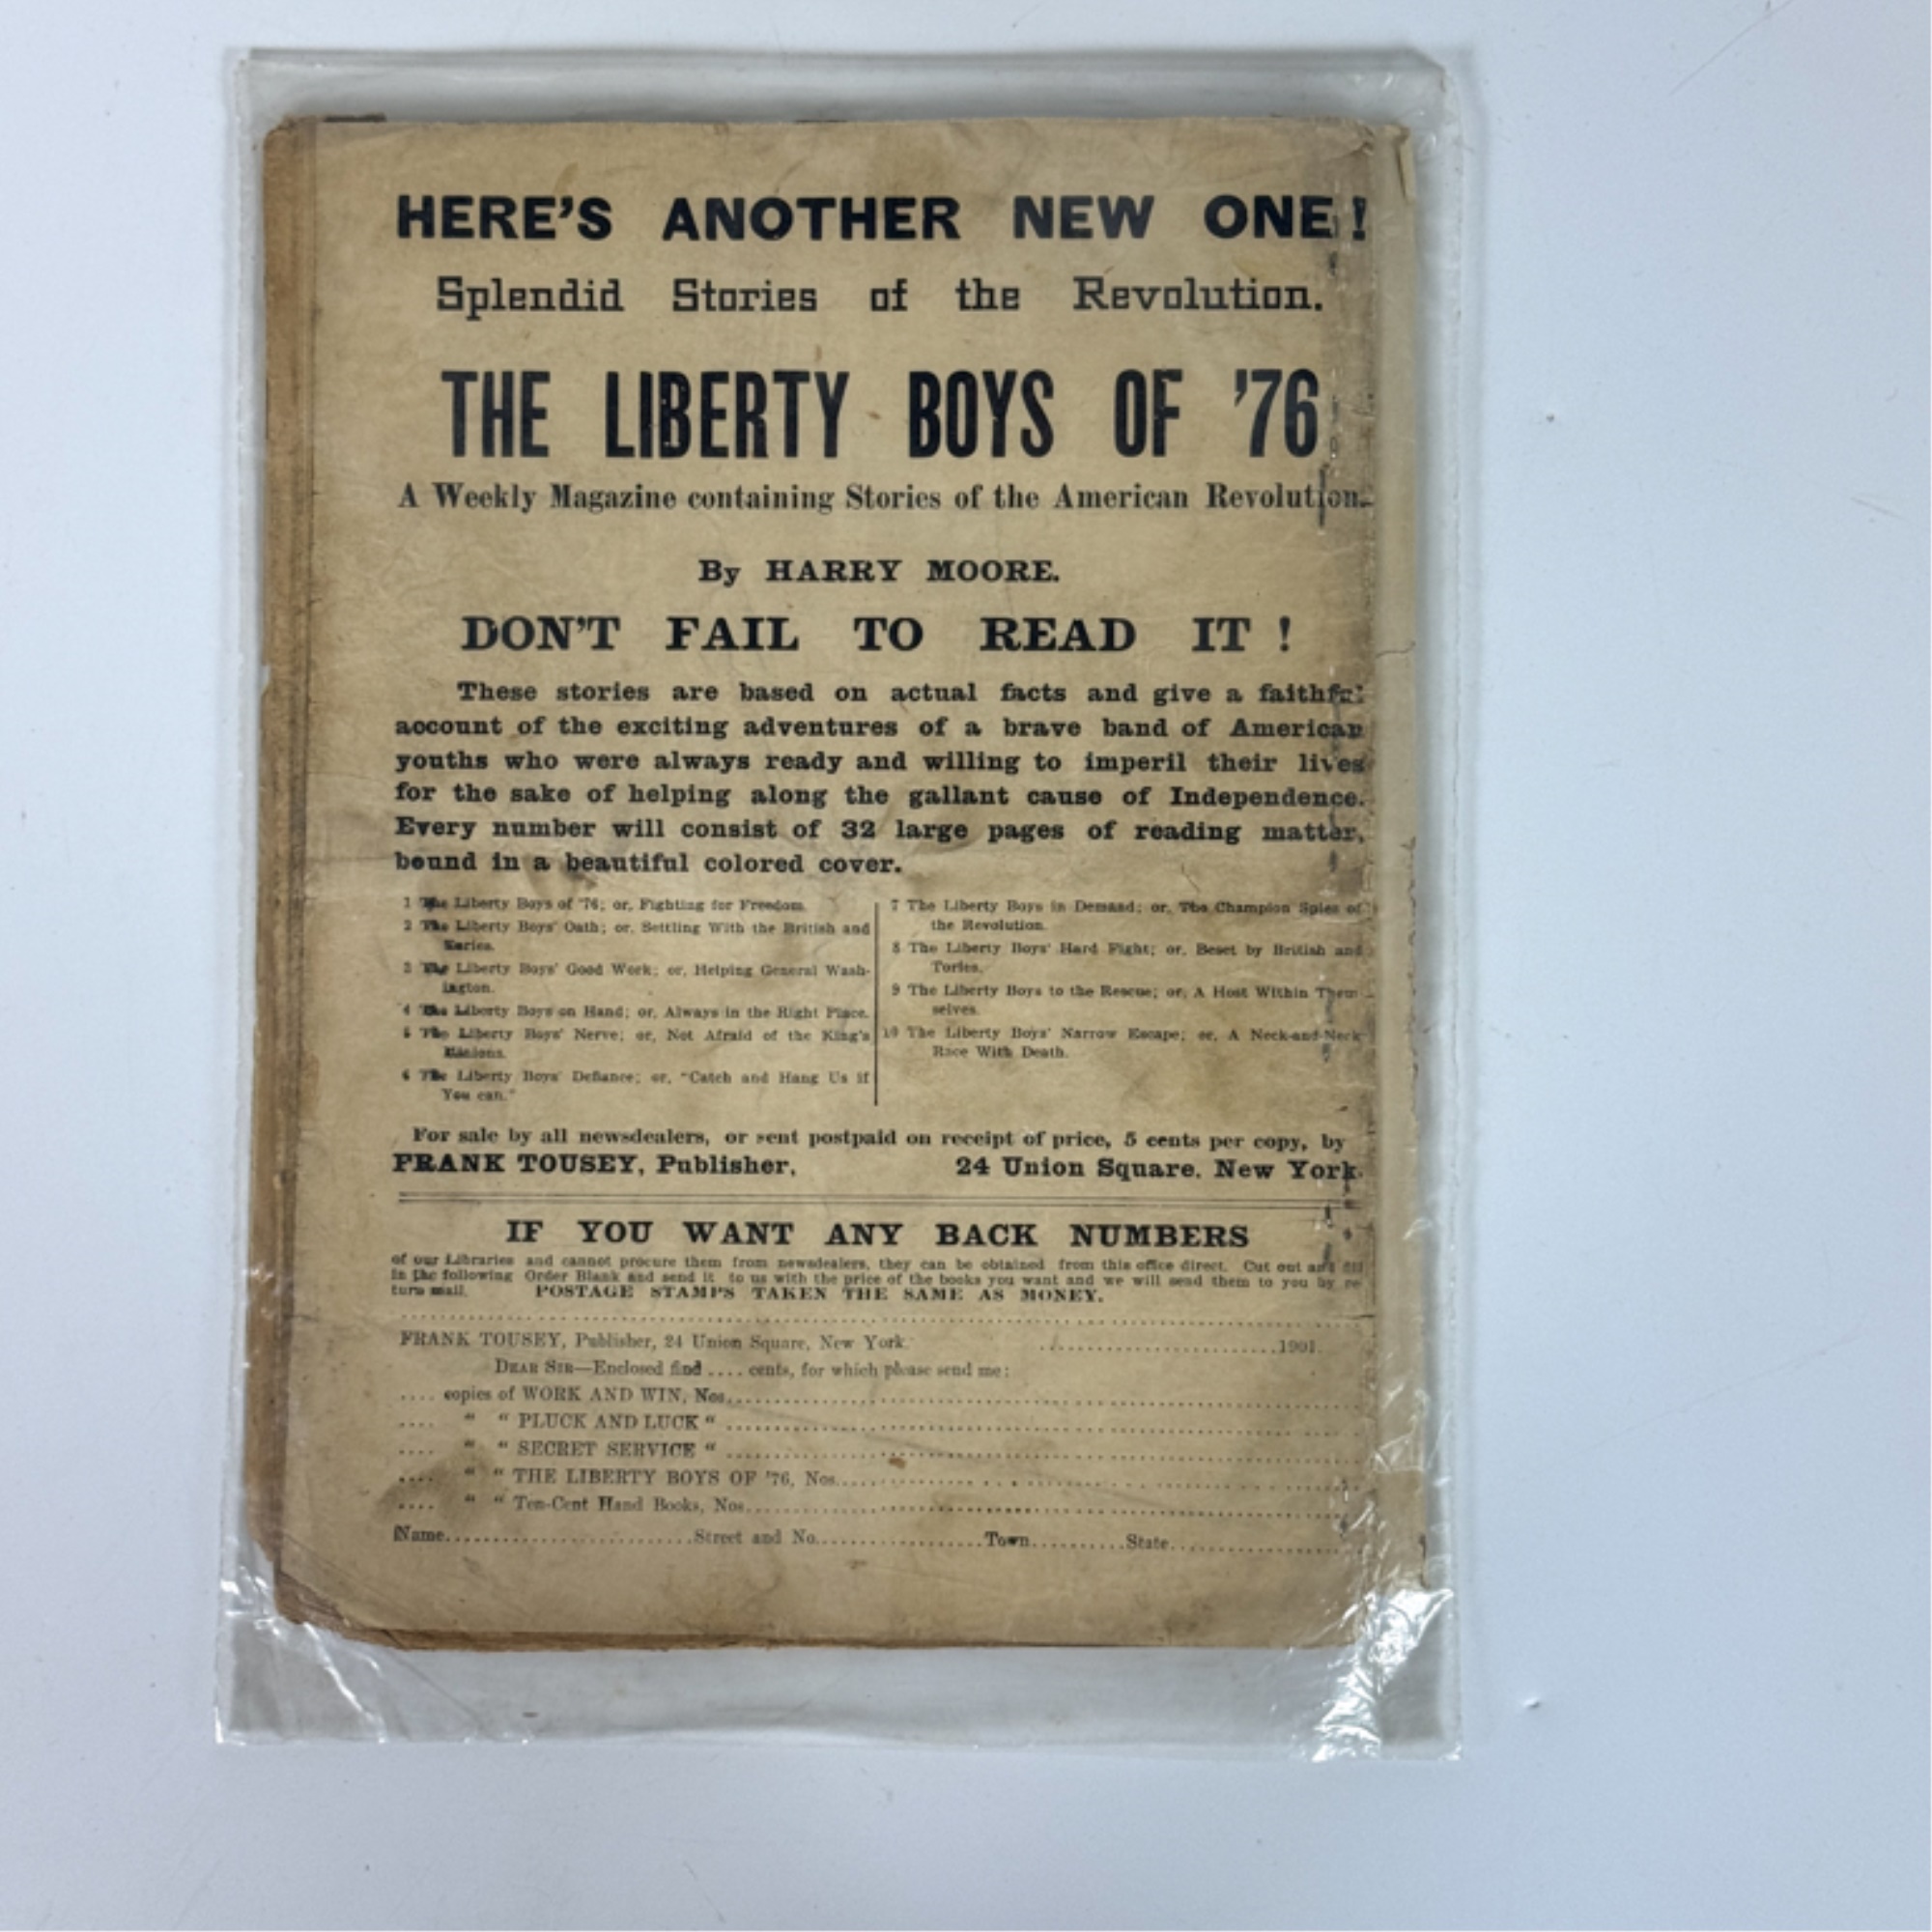 HERE'S ANOTHER NEW ONE!
Splendid Stories of the Revolution.
THE LIBERTY BOYS OF '76
A Weekly Magazine containing Stories of the American Revolution.
By HARRY MOORE.
DON'T FAIL TO READ IT!
These stories are based on actual facts and give a faithful
account of the exciting adventures of a brave band of American
youths who were always ready and willing to imperil their lives
for the sake of helping along the gallant cause of Independence.
Every number will consist of 32 large pages of reading matter,
bound in a beautiful colored cover.
1 The Liberty Boys of '76; or, Fighting for Freedom.
2 The Liberty Boys' Oath; or, Settling With the British and
Tories.
3 The Liberty Boys' Good Work; or, Helping General Wash-
ington.
4 The Liberty Boys on Hand; or, Always in the Right Place.
5 The Liberty Boys' Nerve; or, Not Afraid of the King's
Minions.
6 The Liberty Boys' Defiance; or, "Catch and Hang Us if
You can."
7 The Liberty Boys in Demand; or, The Champion Spies of
the Revolution.
8 The Liberty Boys' Hard Fight; or, Beset by British and
Tories.
9 The Liberty Boys to the Rescue; or, A Host Within Them-
selves.
10 The Liberty Boys' Narrow Escape; or, A Neck-and-Neck
Race With Death.
For sale by all newsdealers, or sent postpaid on receipt of price, 5 cents per copy, by
FRANK TOUSEY, Publisher, 24 Union Square, New York.
IF YOU WANT ANY BACK NUMBERS
of our Libraries and cannot procure them from newsdealers, they can be obtained from this office direct. Cut out and fill
in the following Order Blank and send it to us with the price of the books you want and we will send them to you by re-
turn mail. POSTAGE STAMPS TAKEN THE SAME AS MONEY.
FRANK TOUSEY, Publisher, 24 Union Square, New York. ........................1901.
DEAR SIR—Enclosed find .... cents, for which please send me:
.... copies of WORK AND WIN, Nos.......................................
.... " " PLUCK AND LUCK " .......................................
.... " " SECRET SERVICE " .......................................
.... " " THE LIBERTY BOYS OF '76, Nos.......................................
.... " " Ten-Cent Hand Books, Nos.......................................
Name..........................Street and No.................Town..........State..................